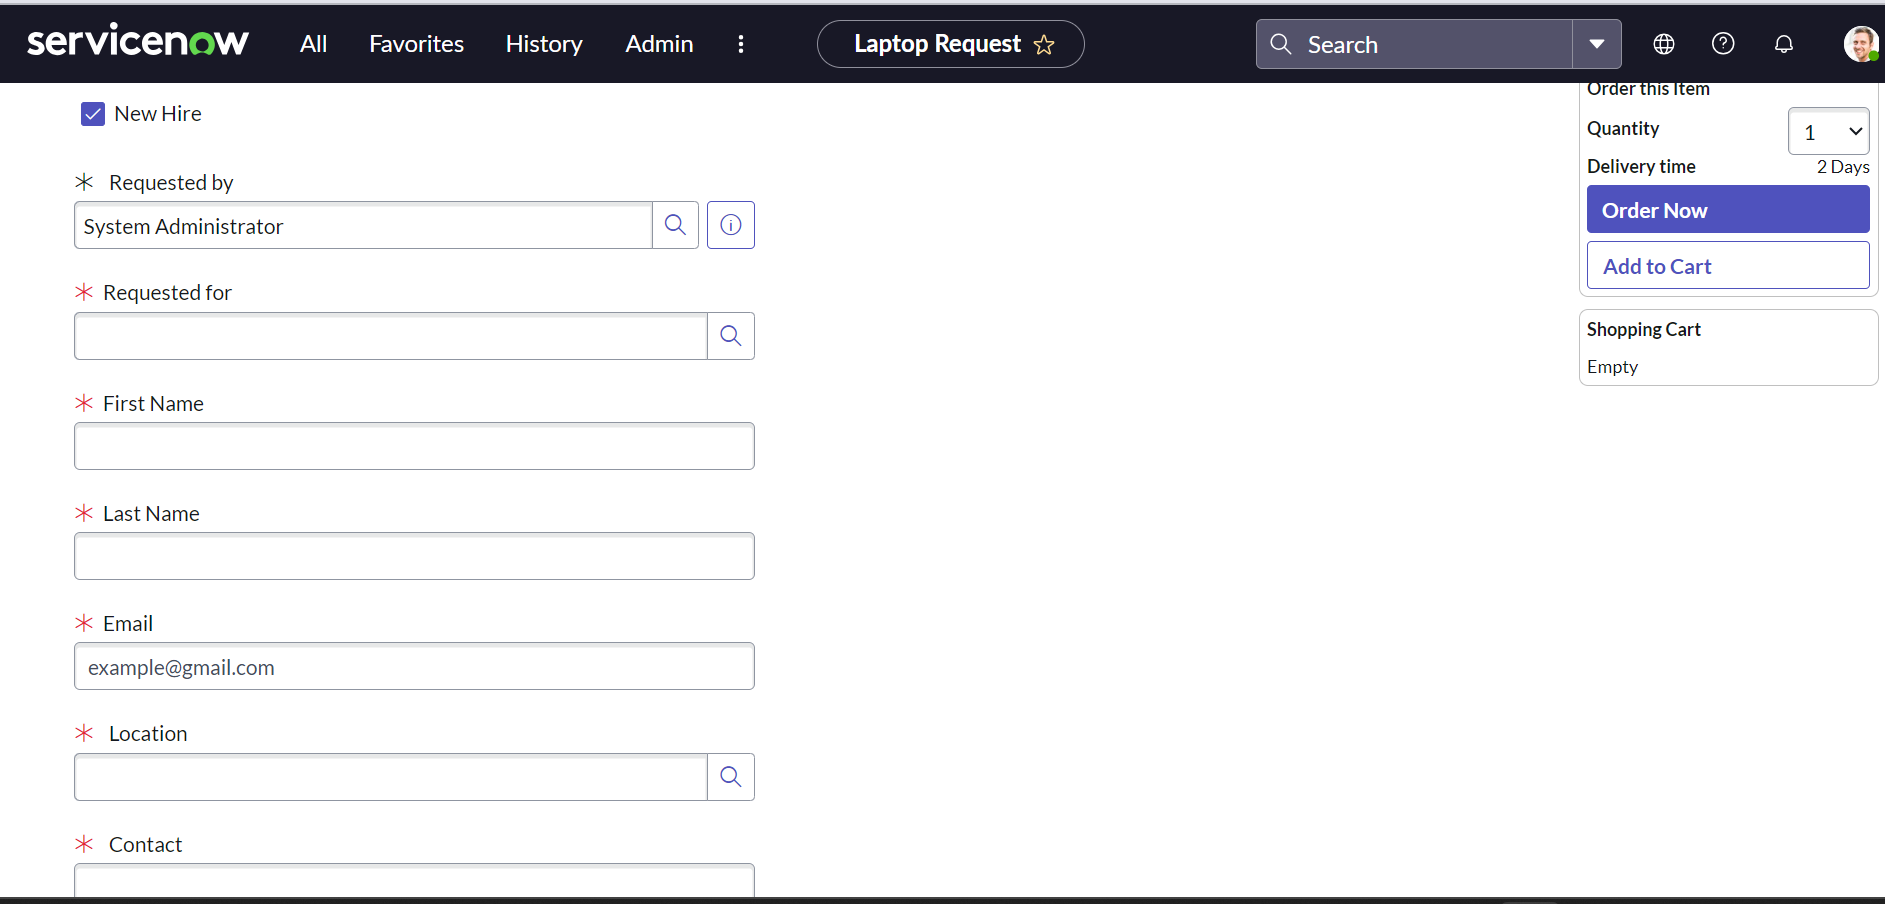 servicenow All Favorites History Admin Laptop Request Search
New Hire
Requested by
System Administrator
Requested for
First Name
Last Name
Email
example@gmail.com
Location
Contact
Order this Item
Quantity 1
Delivery time 2 Days
Order Now
Add to Cart
Shopping Cart
Empty